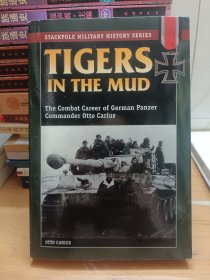 STACKPOLE MILITARY HISTORY SERIES
TIGERS
IN THE MUD
The Combat Career of German Panzer
Commander Otto Carius
OTTO CARIUS